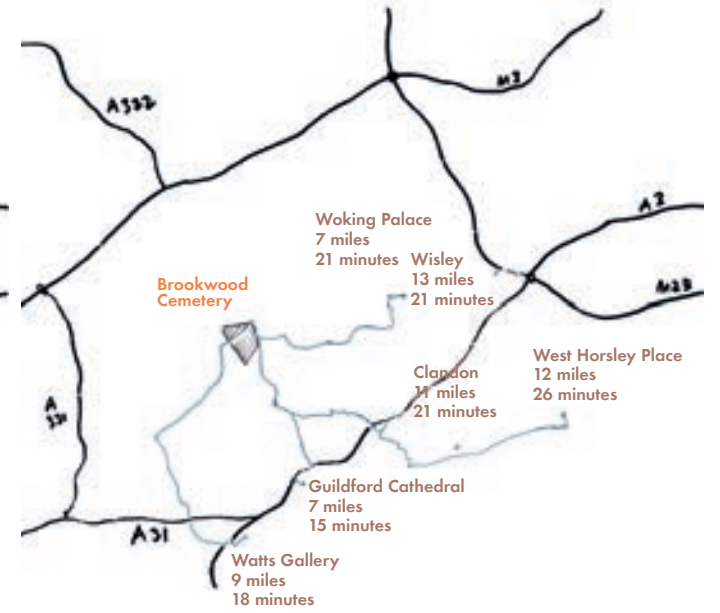 M3
A322
A3
Woking Palace
7 miles
21 minutes
Wisley
13 miles
21 minutes
Brookwood
Cemetery
West Horsley Place
12 miles
26 minutes
Clandon
11 miles
21 minutes
A
331
Guildford Cathedral
7 miles
15 minutes
A31
Watts Gallery
9 miles
18 minutes